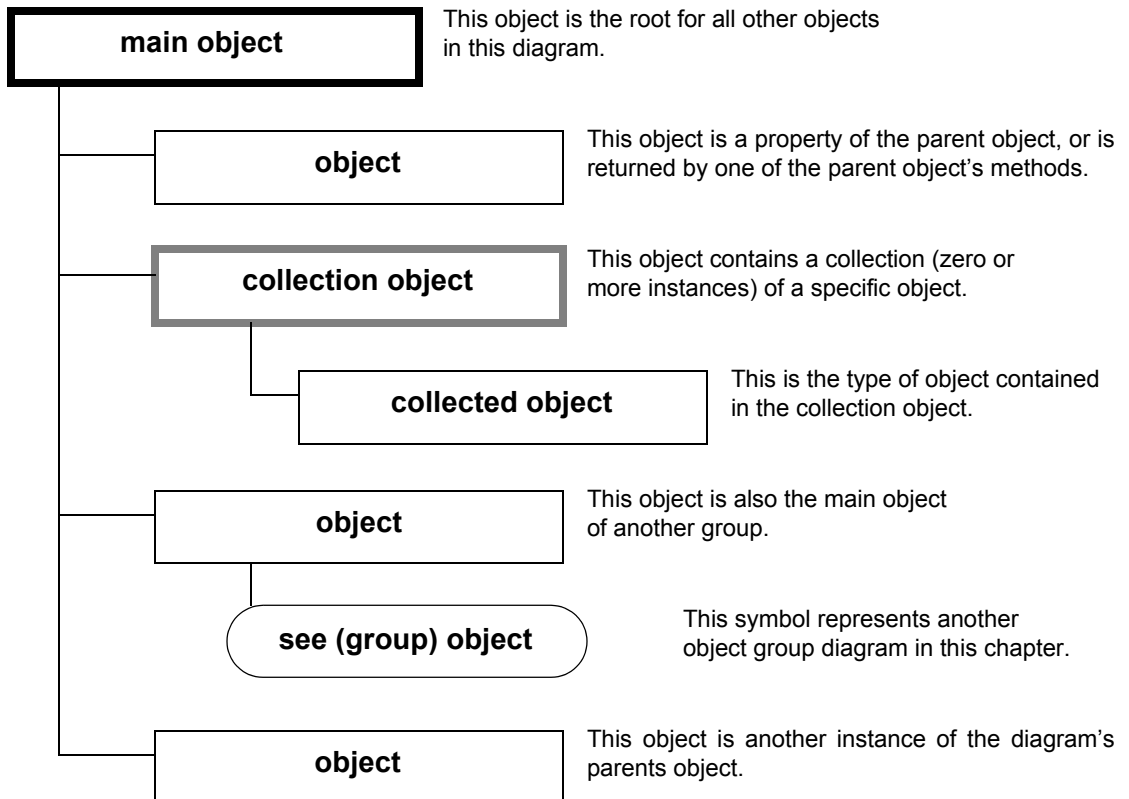 main object
This object is the root for all other objects
in this diagram.
object
This object is a property of the parent object, or is
returned by one of the parent object’s methods.
collection object
This object contains a collection (zero or
more instances) of a specific object.
collected object
This is the type of object contained
in the collection object.
object
This object is also the main object
of another group.
see (group) object
This symbol represents another
object group diagram in this chapter.
object
This object is another instance of the diagram’s
parents object.